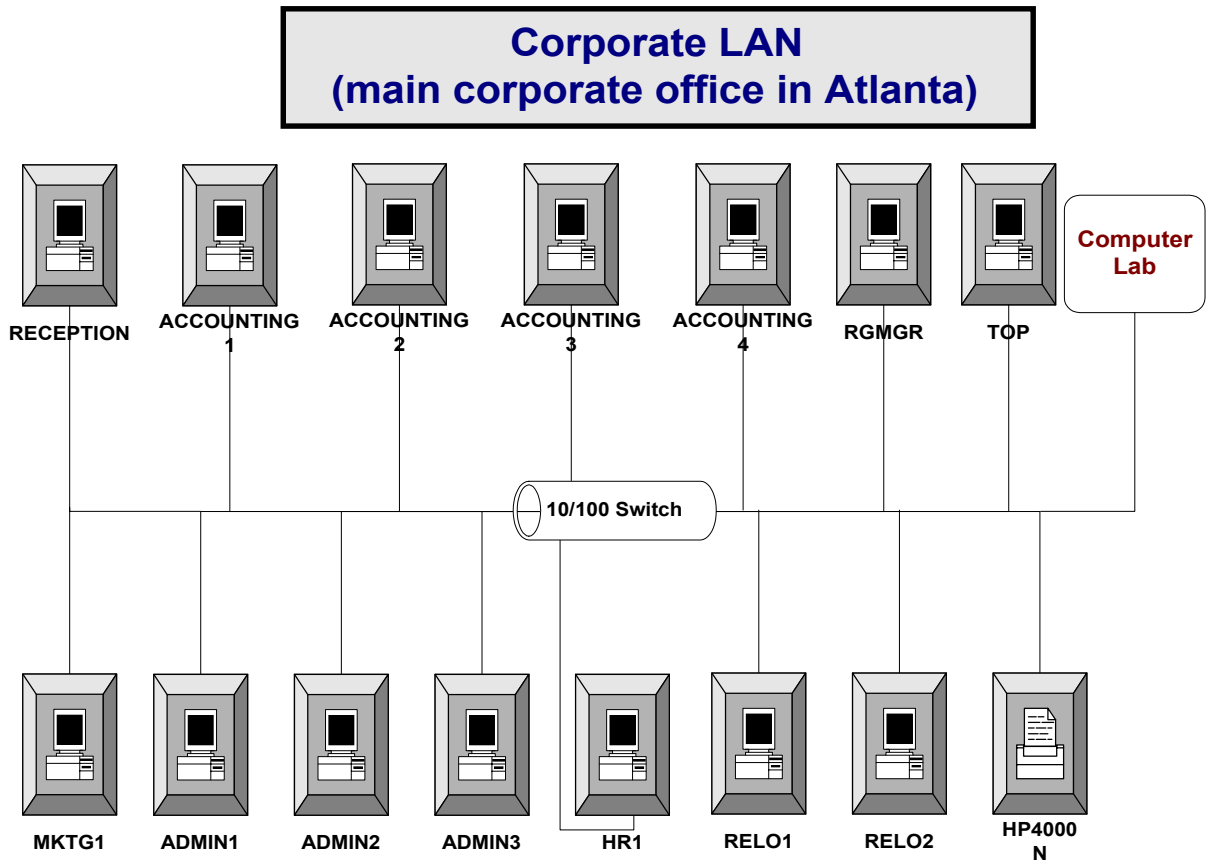 Corporate LAN
(main corporate office in Atlanta)
RECEPTION
ACCOUNTING
1
ACCOUNTING
2
ACCOUNTING
3
ACCOUNTING
4
RGMGR
TOP
Computer
Lab
10/100 Switch
MKTG1
ADMIN1
ADMIN2
ADMIN3
HR1
RELO1
RELO2
HP4000
N